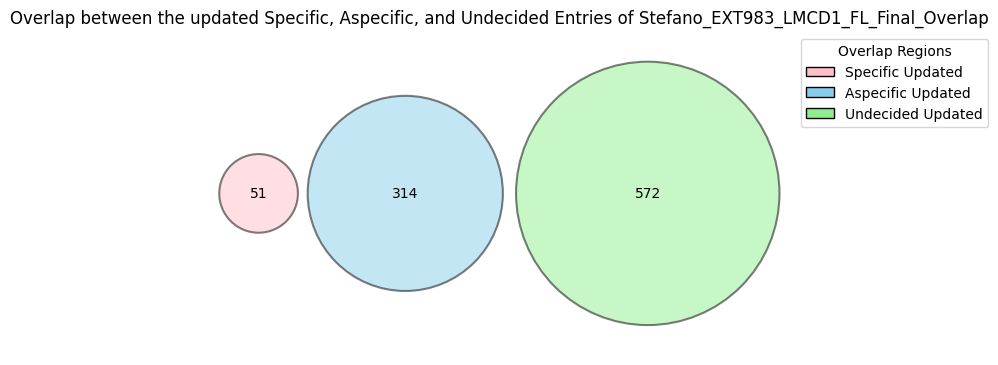 Overlap between the updated Specific, Aspecific, and Undecided Entries of Stefano_EXT983_LMCD1_FL_Final_Overlap
Overlap Regions
Specific Updated
Aspecific Updated
Undecided Updated
51
314
572